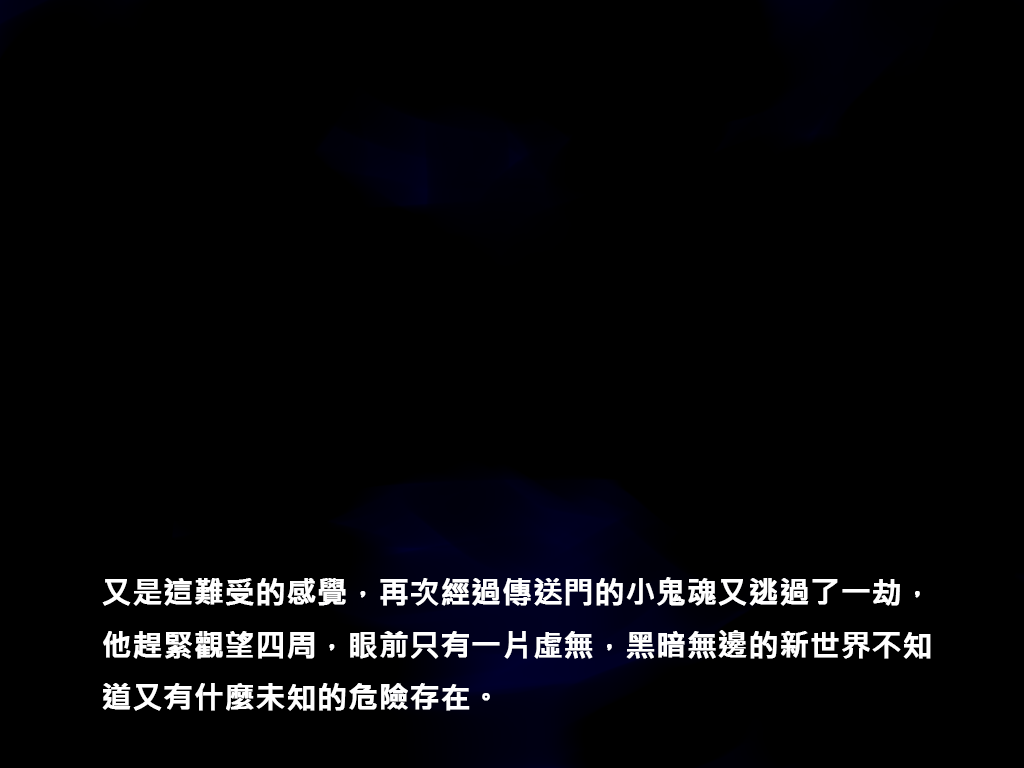 又是這難受的感覺，再次經過傳送門的小鬼魂又逃過了一劫，
他趕緊觀望四周，眼前只有一片虛無，黑暗無邊的新世界不知
道又有什麼未知的危險存在。